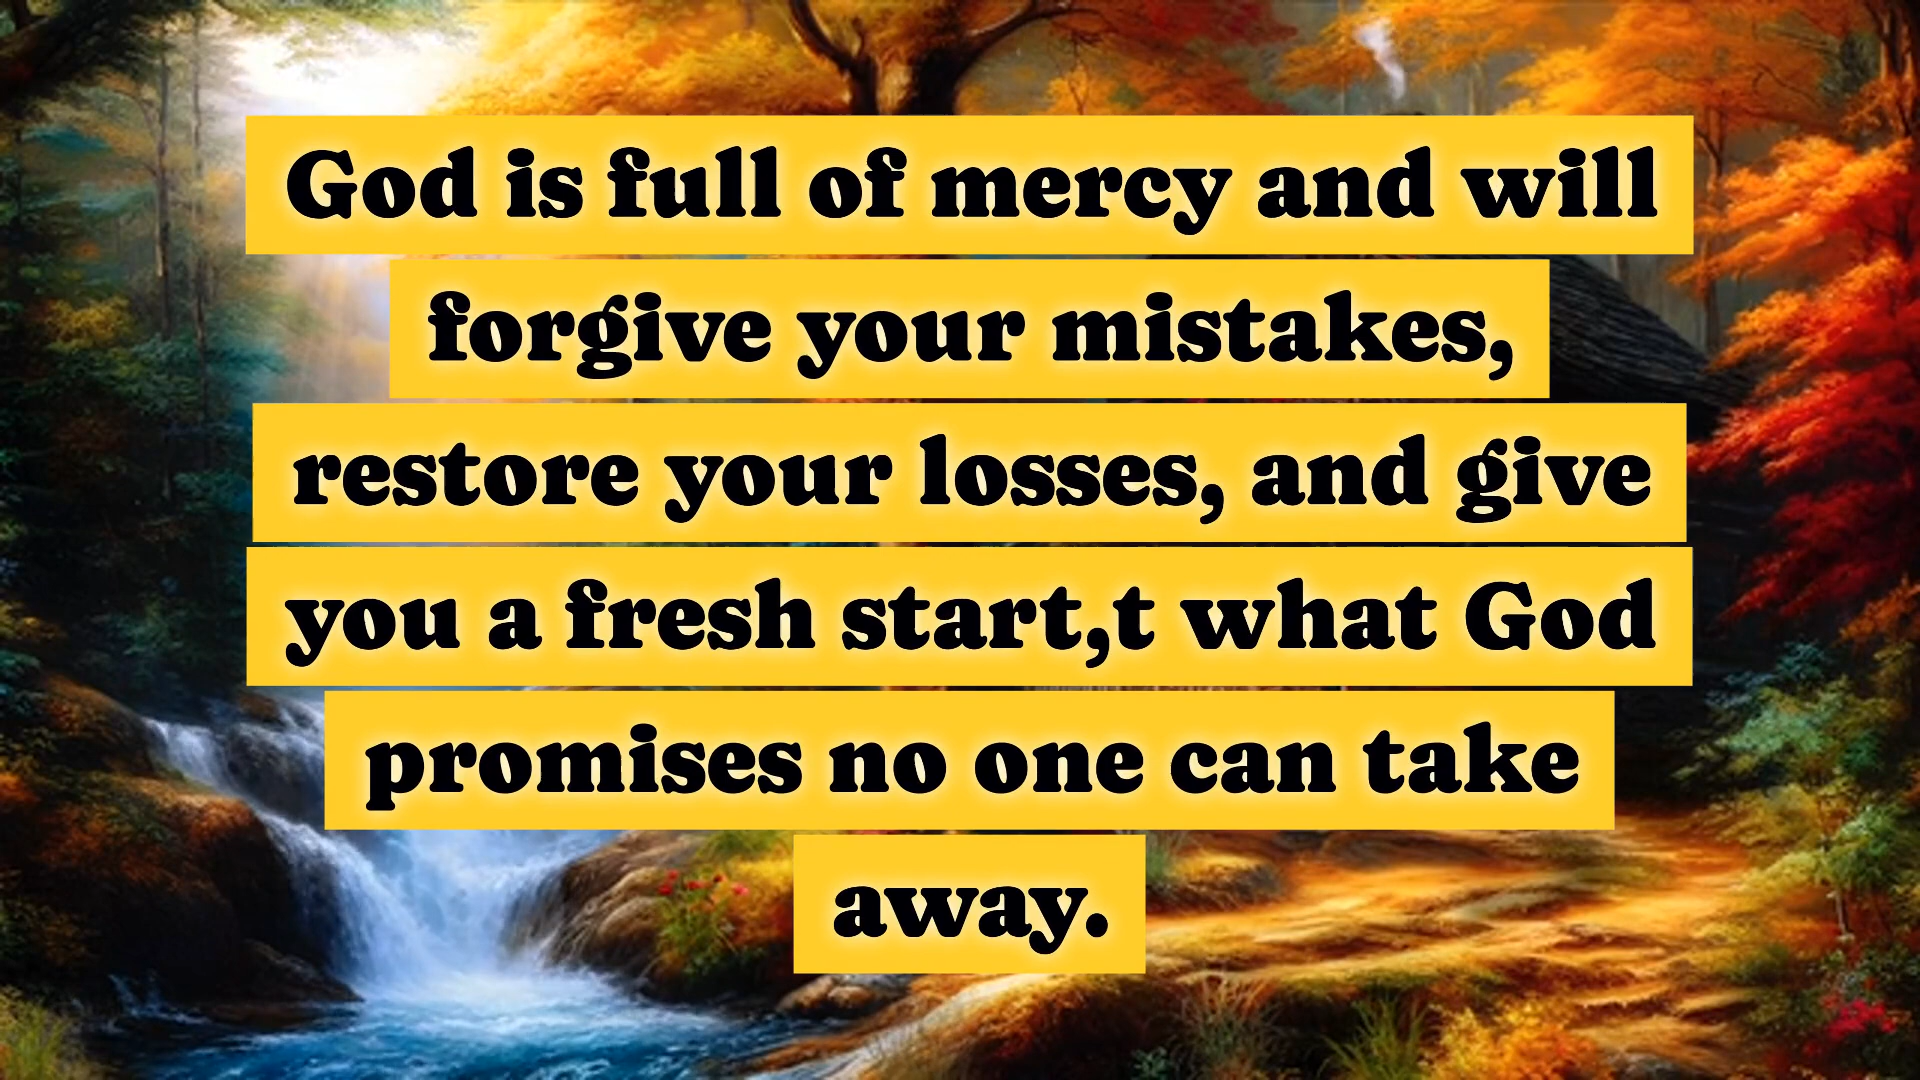 God is full of mercy and will
forgive your mistakes,
restore your losses, and give
you a fresh start,t what God
promises no one can take
away.